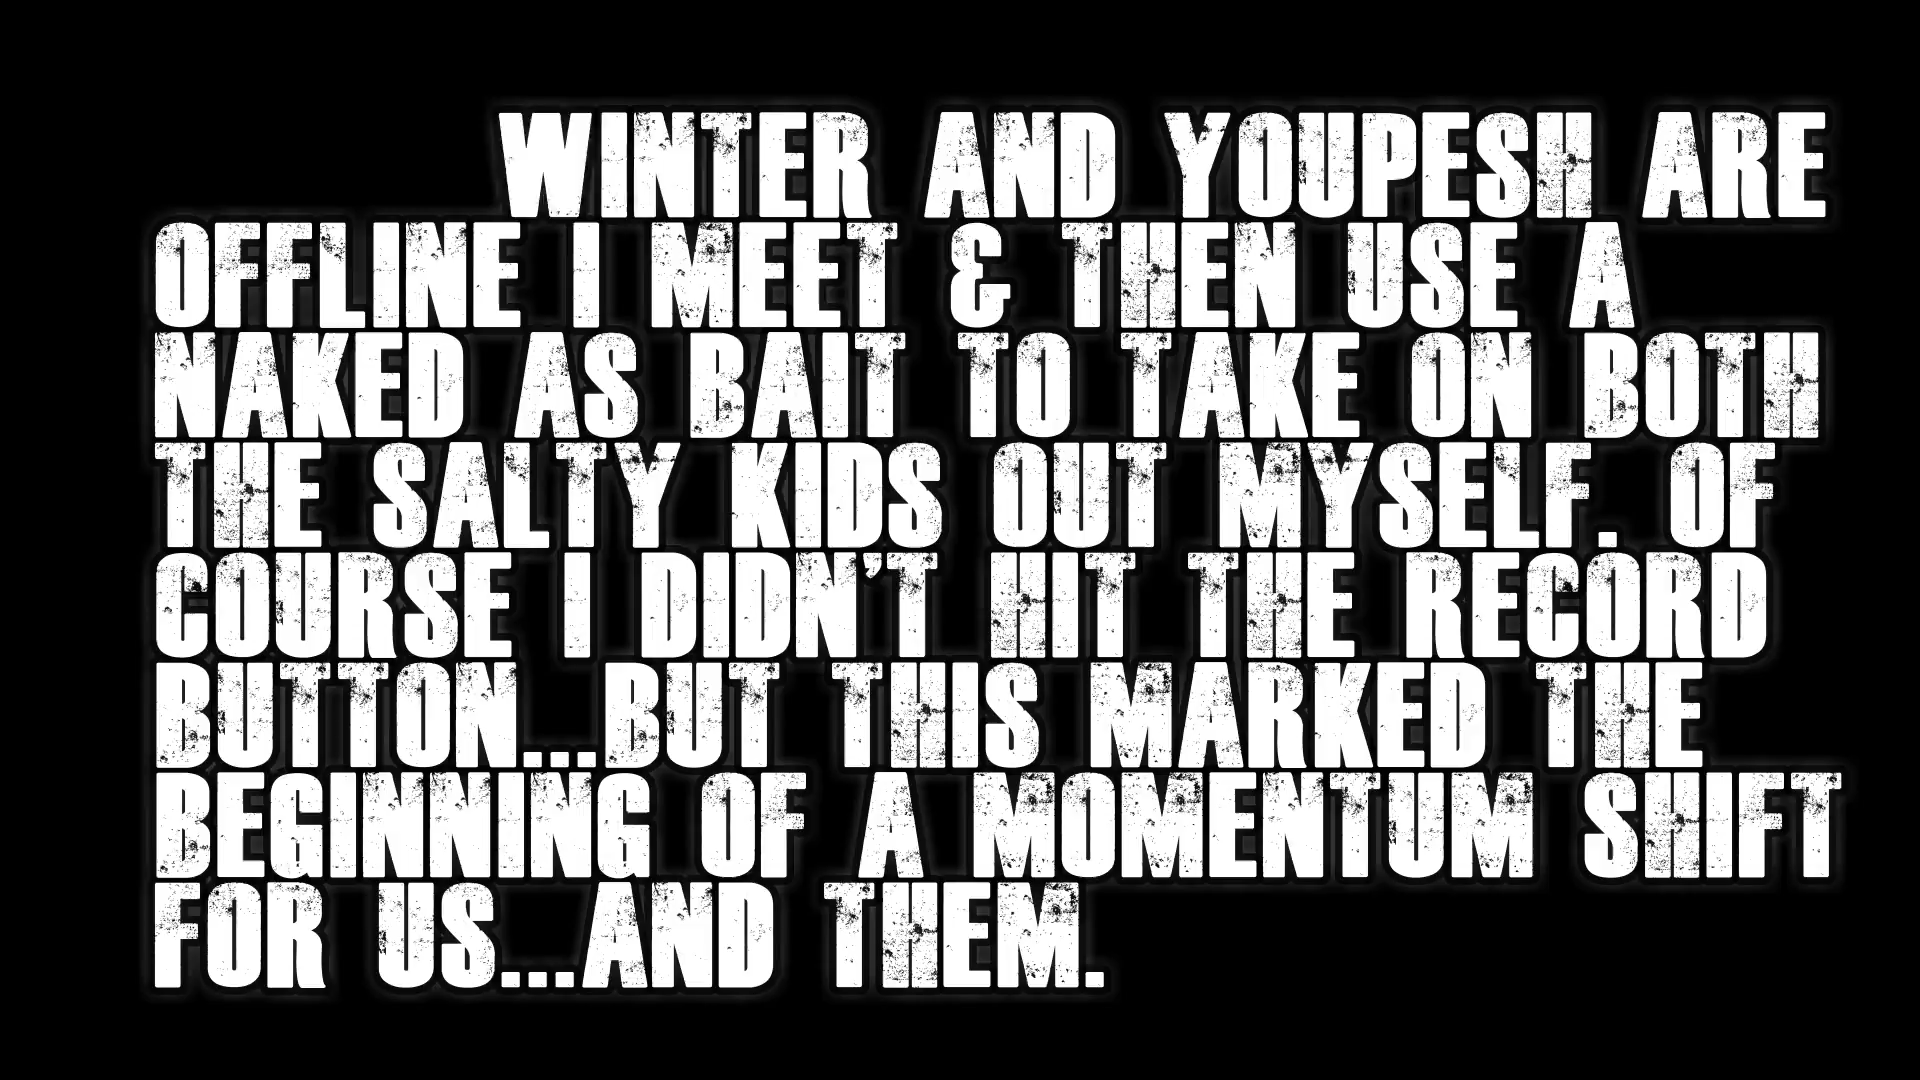 WINTER AND YOUPESH ARE
OFFLINE I MEET & THEN USE A
NAKED AS BAIT TO TAKE ON BOTH
THE SALTY KIDS OUT MYSELF. OF
COURSE I DIDN'T HIT THE RECORD
BUTTON...BUT THIS MARKED THE
BEGINNING OF A MOMENTUM SHIFT
FOR US...AND THEM.